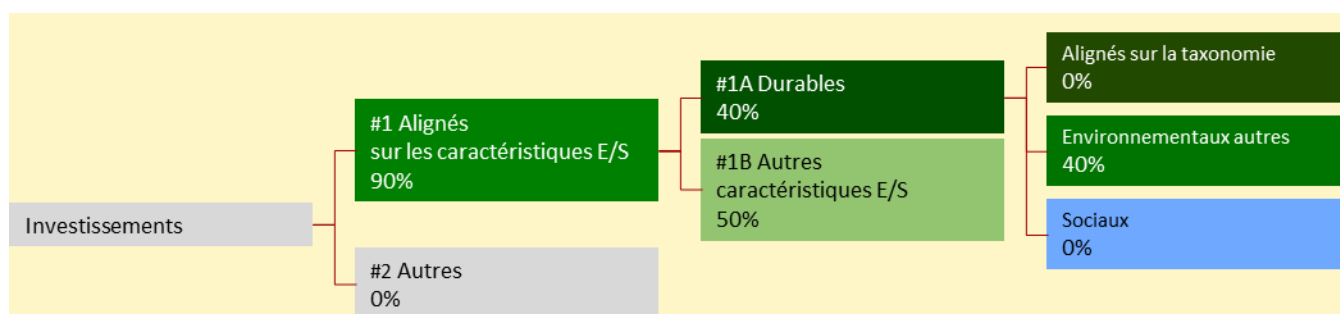 Investissements
#1 Alignés
sur les caractéristiques E/S
90%
#2 Autres
0%
#1A Durables
40%
#1B Autres
caractéristiques E/S
50%
Alignés sur la taxonomie
0%
Environnementaux autres
40%
Sociaux
0%